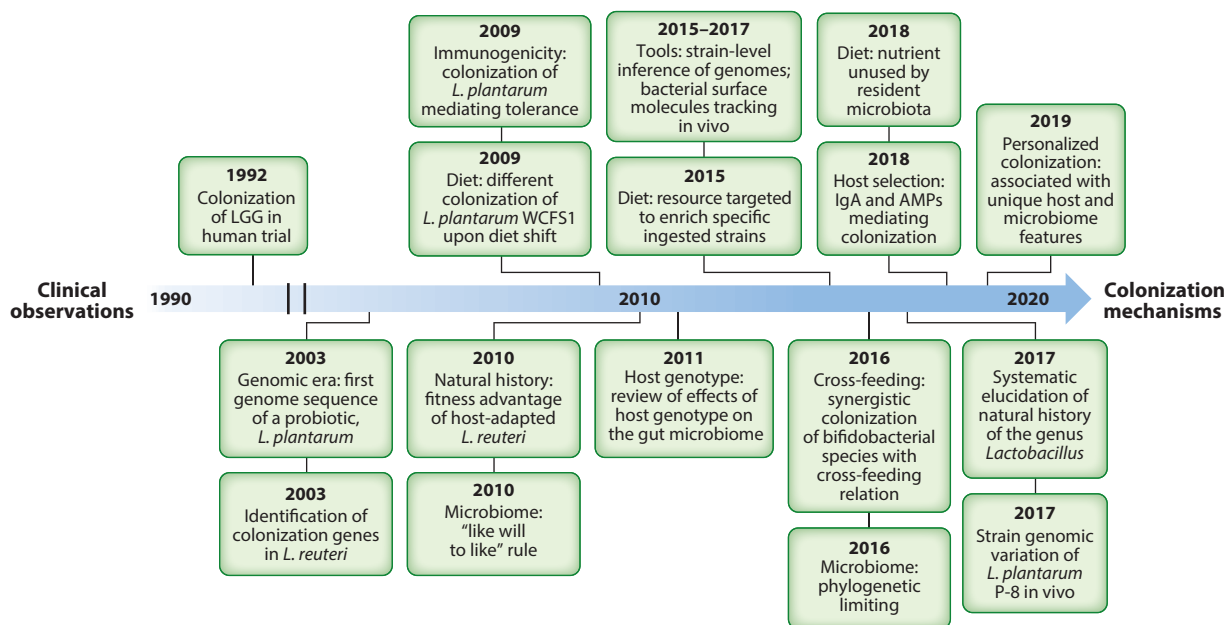 2009
Immunogenicity:
colonization of
L. plantarum
mediating tolerance
2015–2017
Tools: strain-level
inference of genomes;
bacterial surface
molecules tracking
in vivo
2018
Diet: nutrient
unused by
resident
microbiota
1992
Colonization
of LGG in
human trial
2009
Diet: different
colonization of
L. plantarum WCFS1
upon diet shift
2015
Diet: resource targeted
to enrich specific
ingested strains
2018
Host selection:
IgA and AMPs
mediating
colonization
2019
Personalized
colonization:
associated with
unique host and
microbiome
features
Clinical
observations
1990
2010
2020
Colonization
mechanisms
2003
Genomic era: first
genome sequence
of a probiotic,
L. plantarum
2010
Natural history:
fitness advantage
of host-adapted
L. reuteri
2011
Host genotype:
review of effects of
host genotype on
the gut microbiome
2016
Cross-feeding:
synergistic
colonization
of bifidobacterial
species with
cross-feeding
relation
2017
Systematic
elucidation of
natural history
of the genus
Lactobacillus
2003
Identification of
colonization genes
in L. reuteri
2010
Microbiome:
“like will
to like” rule
2016
Microbiome:
phylogenetic
limiting
2017
Strain genomic
variation of
L. plantarum
P-8 in vivo